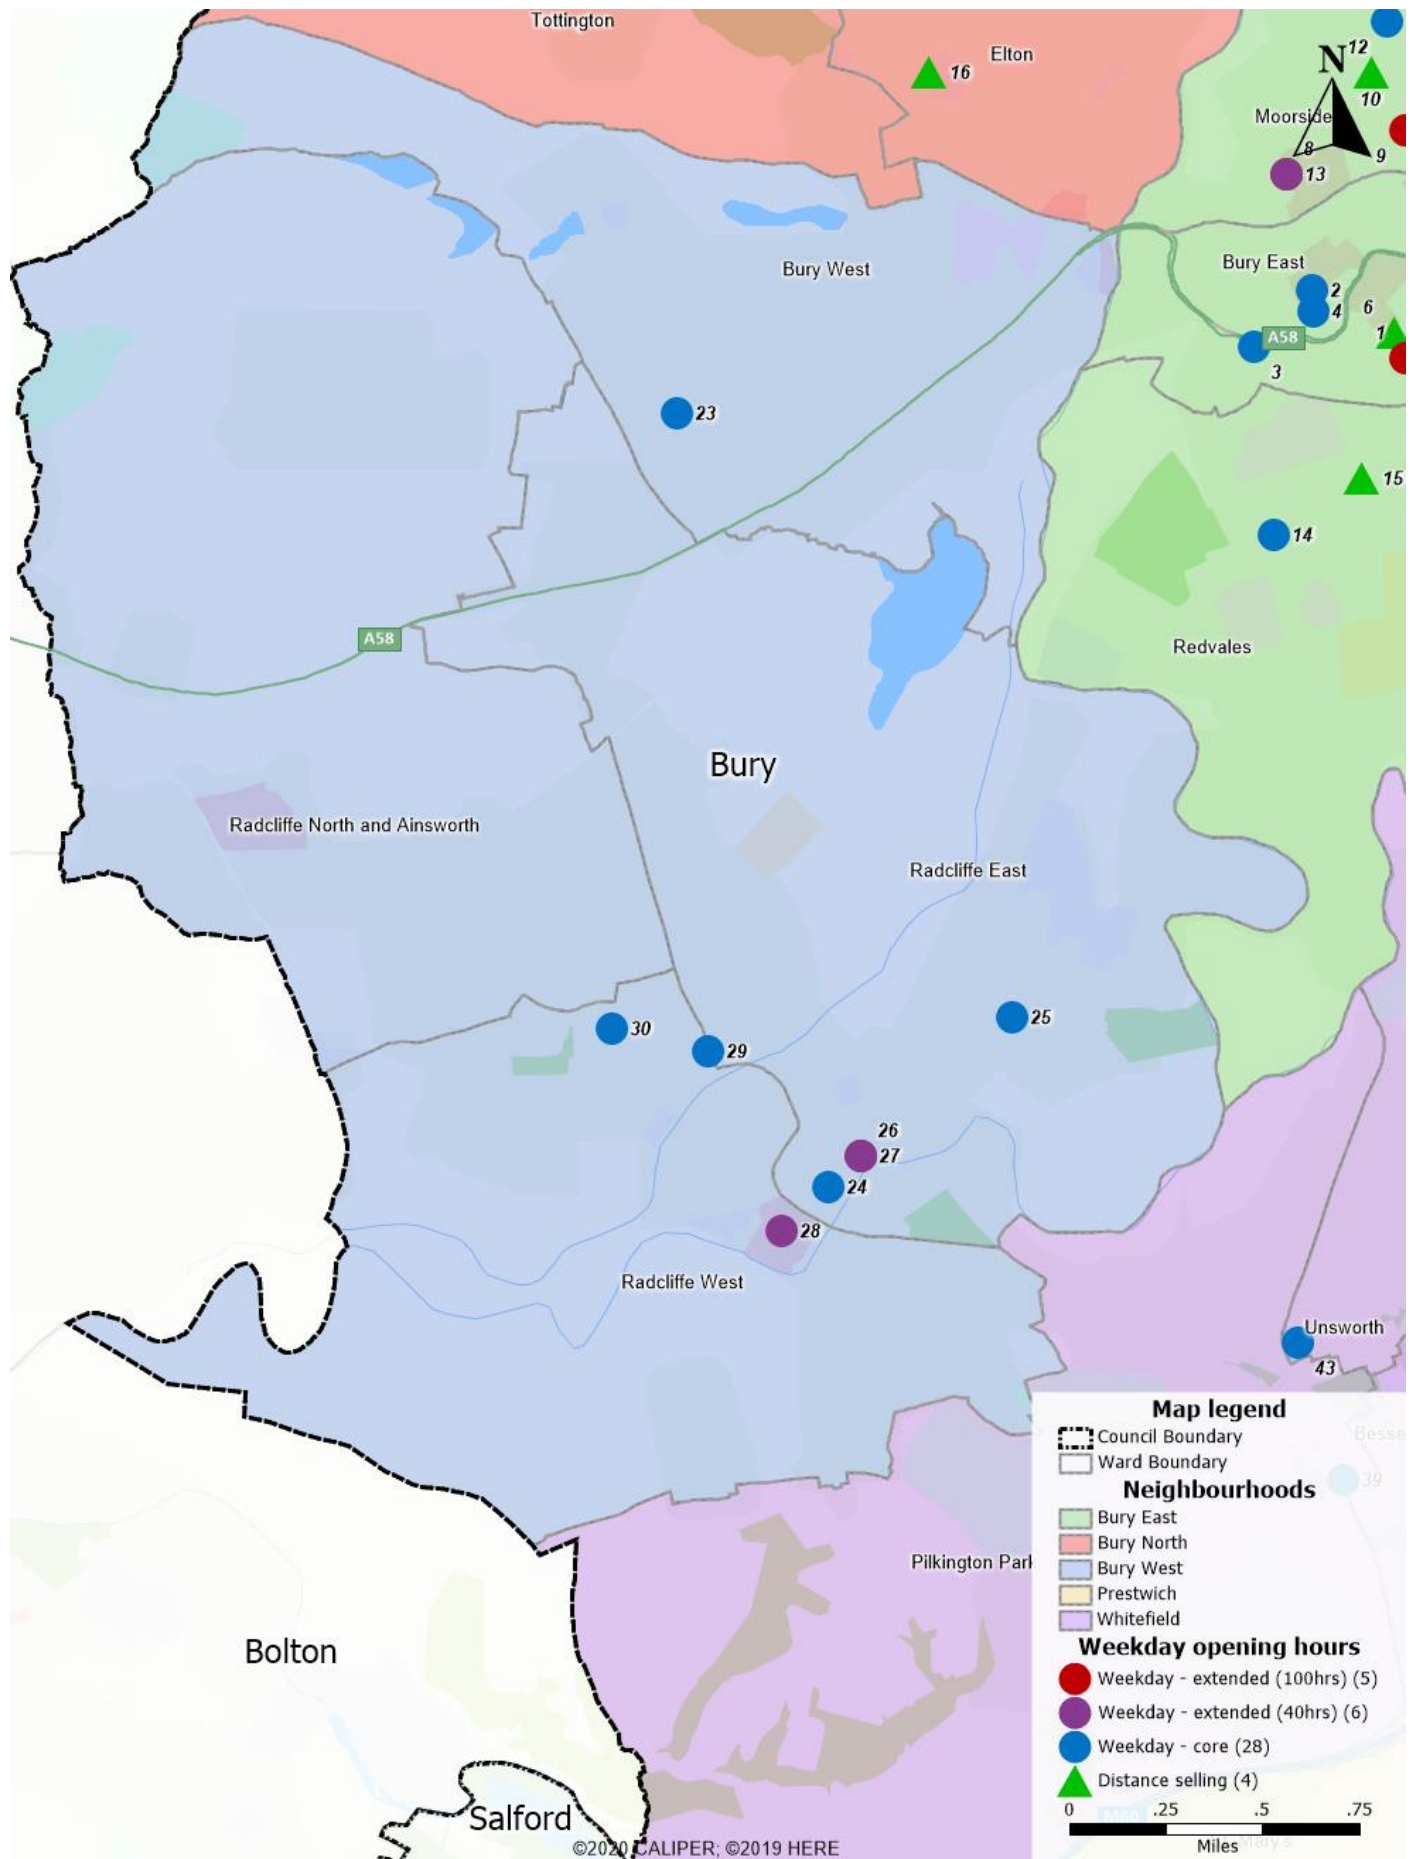 Tottington
Elton
16
12
N
10
Moorside
8
9
13
Bury East
Bury West
2
4
6
1
A58
3
23
15
14
A58
Redvales
Bury
Radcliffe North and Ainsworth
Radcliffe East
25
30
29
26
27
24
28
Radcliffe West
Unsworth
43
Map legend
Council Boundary
Ward Boundary
Besse
39
Neighbourhoods
Bury East
Bury North
Bury West
Prestwich
Whitefield
Pilkington Park
Weekday opening hours
Weekday - extended (100hrs) (5)
Weekday - extended (40hrs) (6)
Weekday - core (28)
Distance selling (4)
Bolton
0 .25 .5 .75
M60
Miles
Salford
©2020 CALIPER; ©2019 HERE